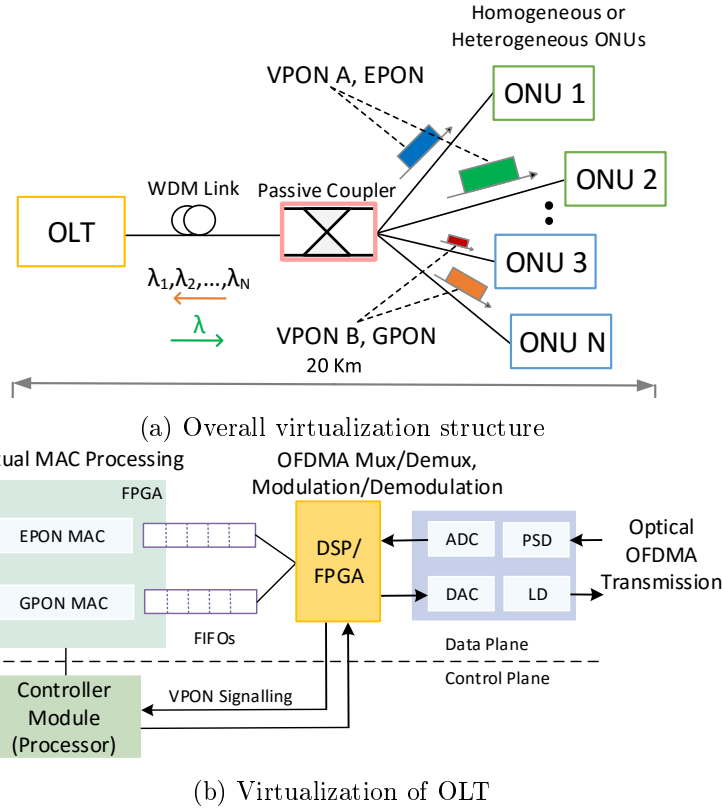 Homogeneous or
Heterogeneous ONUs
VPON A, EPON
ONU 1
WDM Link
Passive Coupler
ONU 2
OLT
λ1,λ2,...,λN
ONU 3
λ
VPON B, GPON
ONU N
20 Km
(a) Overall virtualization structure
tual MAC Processing
OFDMA Mux/Demux,
Modulation/Demodulation
FPGA
EPON MAC
DSP/
FPGA
ADC
PSD
Optical
OFDMA
Transmission
GPON MAC
DAC
LD
FIFOs
Data Plane
Control Plane
Controller
Module
(Processor)
VPON Signalling
(b) Virtualization of OLT